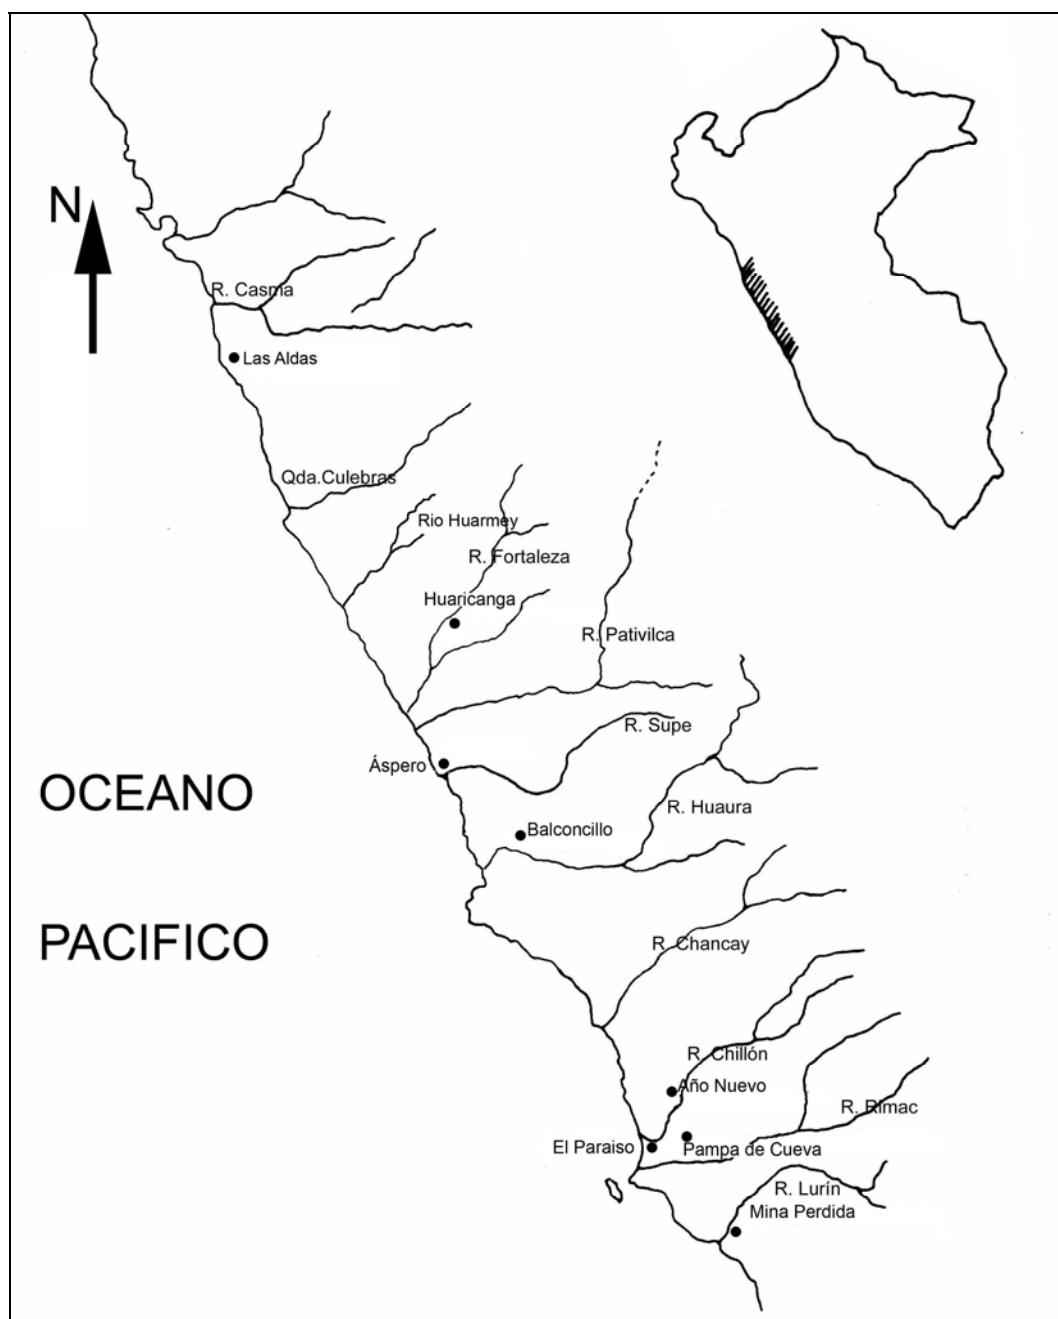 N
R. Casma
Las Aldas
Qda.Culebras
Rio Huarmey
R. Fortaleza
Huaricanga
R. Pativilca
R. Supe
Áspero
OCEANO
R. Huaura
Balconcillo
PACIFICO
R. Chancay
R. Chillón
Año Nuevo
R. Rimac
El Paraiso
Pampa de Cueva
R. Lurín
Mina Perdida